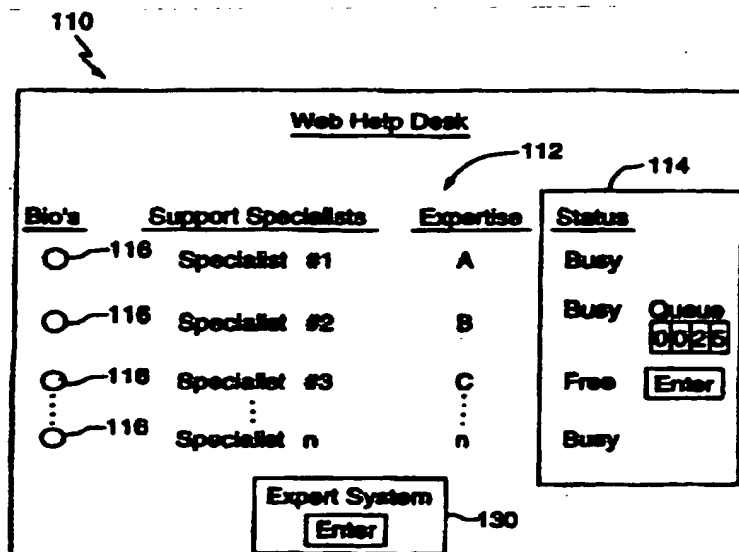 110
Web Help Desk
112
114
Bio's Support Specialists Expertise Status
116 Specialist #1 A Busy
116 Specialist #2 B Busy Queue
0025
116 Specialist #3 C Free Enter
116 Specialist n n Busy
Expert System
Enter
130